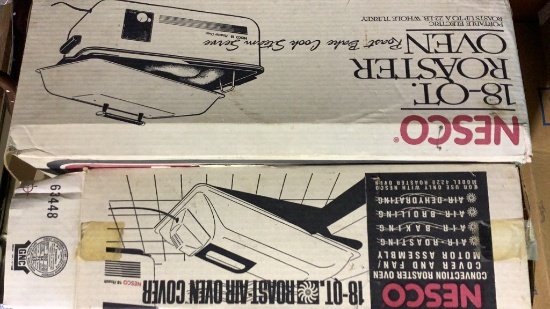 NESCO®
18-QT.
ROASTER
OVEN
PORTABLE ELECTRIC
ROASTS UP TO A 22 LB. WHOLE TURKEY
Roast Bake Cook Steam Serve
NESCO
CONVECTION ROASTER OVEN
COVER AND FAN/
MOTOR ASSEMBLY
AIR-ROASTING
AIR BAKING
AIR BROILING
AIR-DEHYDRATING
FOR USE ONLY WITH NESCO
MODEL 4228 ROASTER OVEN
18-QT. ROAST AIR OVEN COVER
63448